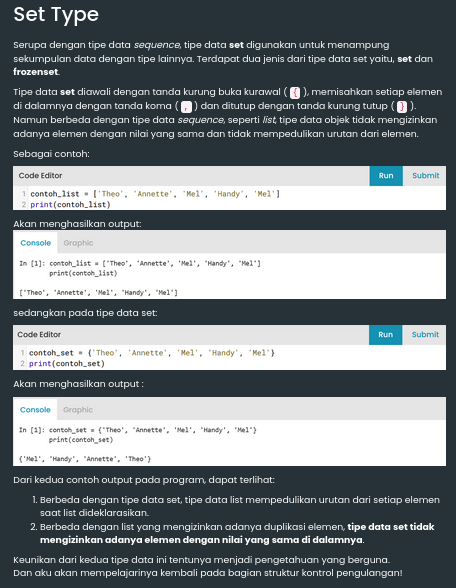 Set Type
Serupa dengan tipe data sequence, tipe data set digunakan untuk menampung
sekumpulan data dengan tipe lainnya. Terdapat dua jenis dari tipe data set yaitu, set dan
frozenset.
Tipe data set diawali dengan tanda kurung buka kurawal ( { ), memisahkan setiap elemen
di dalamnya dengan tanda koma ( , ) dan ditutup dengan tanda kurung tutup ( } ).
Namun berbeda dengan tipe data sequence, seperti list, tipe data objek tidak mengizinkan
adanya elemen dengan nilai yang sama dan tidak mempedulikan urutan dari elemen.
Sebagai contoh:
Code Editor Run Submit
1 contoh_list = ['Theo', 'Annette', 'Mel', 'Handy', 'Mel']
2 print(contoh_list)
Akan menghasilkan output:
Console Graphic
In [1]: contoh_list = ['Theo', 'Annette', 'Mel', 'Handy', 'Mel']
print(contoh_list)
['Theo', 'Annette', 'Mel', 'Handy', 'Mel']
sedangkan pada tipe data set:
Code Editor Run Submit
1 contoh_set = {'Theo', 'Annette', 'Mel', 'Handy', 'Mel'}
2 print(contoh_set)
Akan menghasilkan output :
Console Graphic
In [1]: contoh_set = {'Theo', 'Annette', 'Mel', 'Handy', 'Mel'}
print(contoh_set)
{'Mel', 'Handy', 'Annette', 'Theo'}
Dari kedua contoh output pada program, dapat terlihat:
1. Berbeda dengan tipe data set, tipe data list mempedulikan urutan dari setiap elemen
saat list dideklarasikan.
2. Berbeda dengan list yang mengizinkan adanya duplikasi elemen, tipe data set tidak
mengizinkan adanya elemen dengan nilai yang sama di dalamnya.
Keunikan dari kedua tipe data ini tentunya menjadi pengetahuan yang berguna.
Dan aku akan mempelajarinya kembali pada bagian struktur kontrol pengulangan!